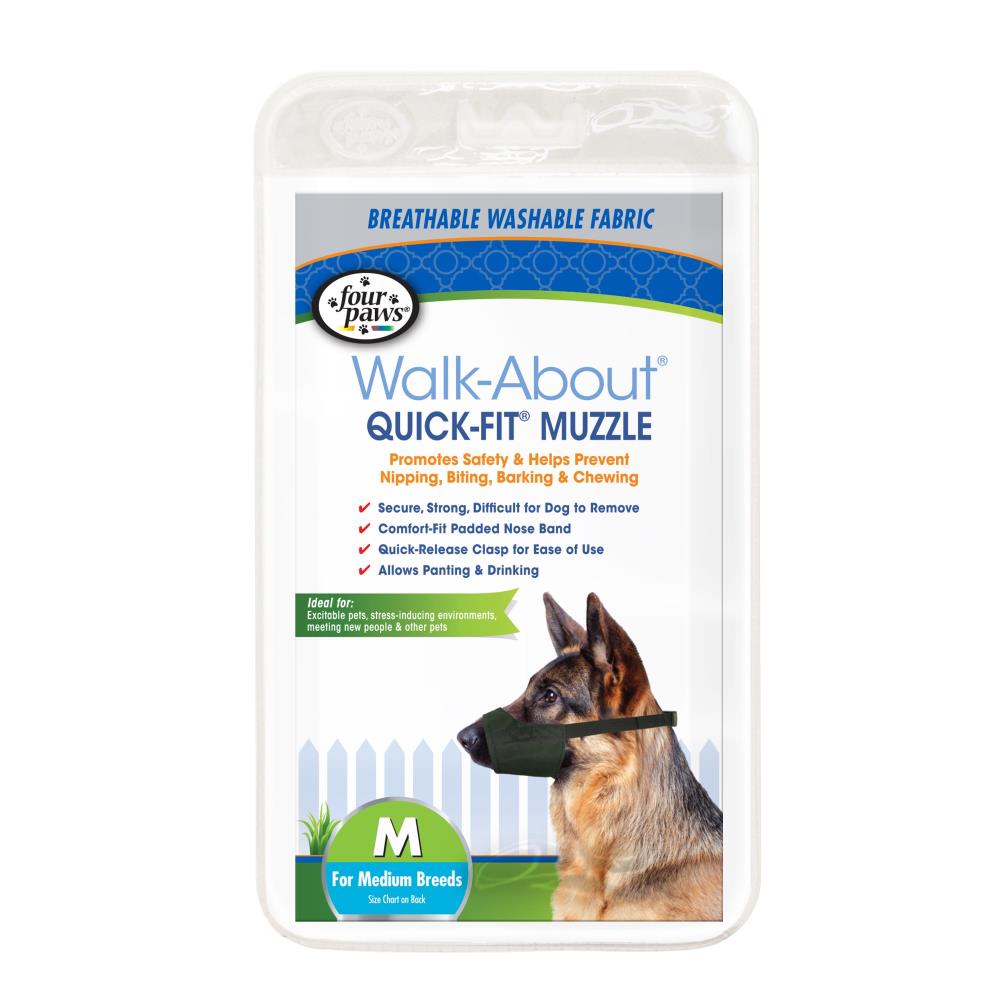 BREATHABLE WASHABLE FABRIC
four
paws®
Walk-About®
QUICK-FIT® MUZZLE
Promotes Safety & Helps Prevent
Nipping, Biting, Barking & Chewing
✔ Secure, Strong, Difficult for Dog to Remove
✔ Comfort-Fit Padded Nose Band
✔ Quick-Release Clasp for Ease of Use
✔ Allows Panting & Drinking
Ideal for:
Excitable pets, stress-inducing environments,
meeting new people & other pets
M
For Medium Breeds
Size Chart on Back